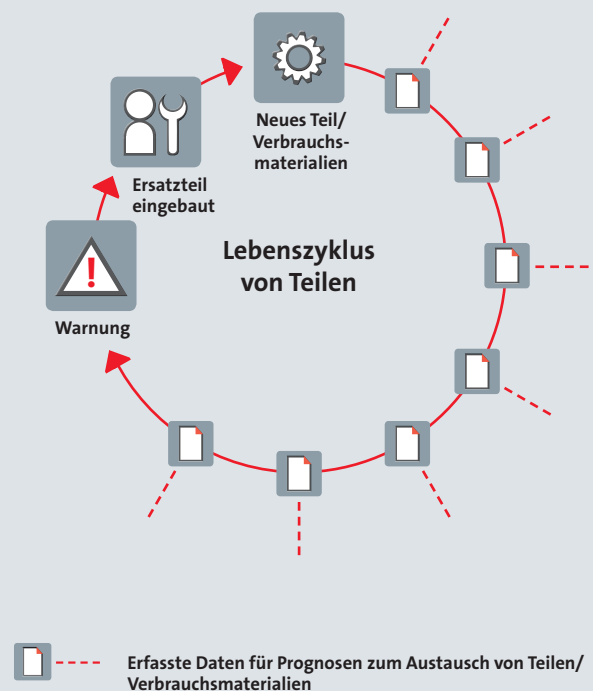 Neues Teil/
Verbrauchs-
materialien
Ersatzteil
eingebaut
Lebenszyklus
von Teilen
Warnung
Erfasste Daten für Prognosen zum Austausch von Teilen/
Verbrauchsmaterialien